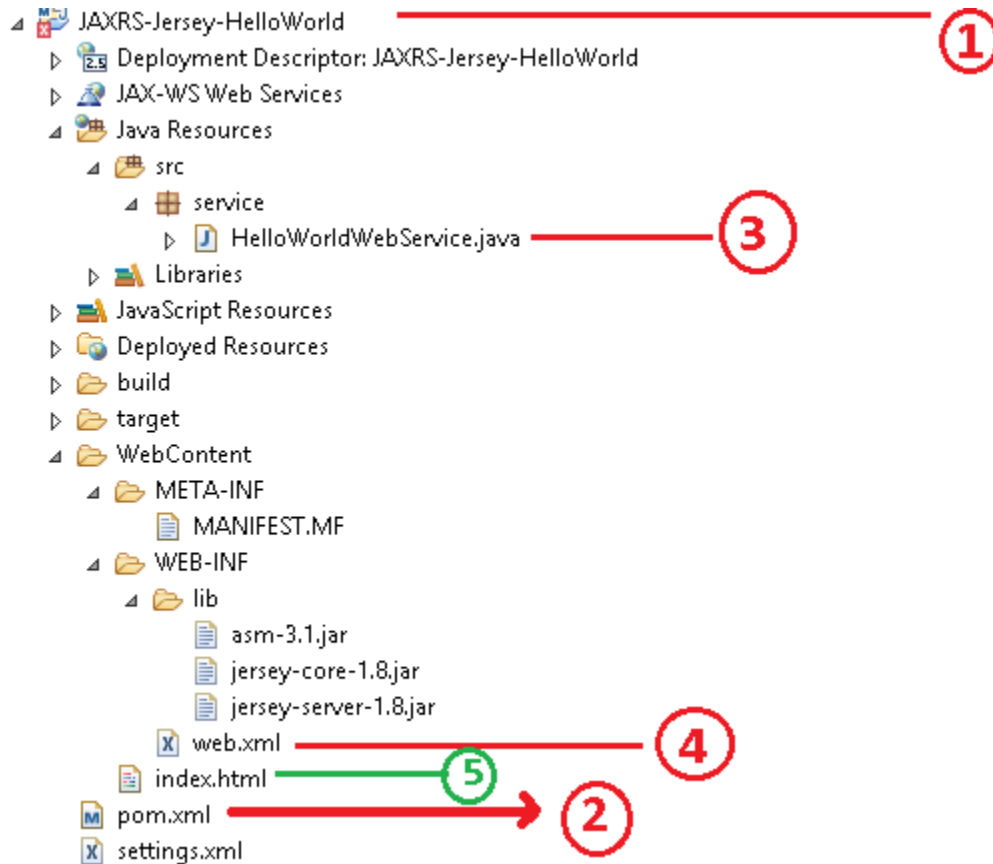 JAXRS-Jersey-HelloWorld 1
Deployment Descriptor: JAXRS-Jersey-HelloWorld
JAX-WS Web Services
Java Resources
src
service
HelloWorldWebService.java 3
Libraries
JavaScript Resources
Deployed Resources
build
target
WebContent
META-INF
MANIFEST.MF
WEB-INF
lib
asm-3.1.jar
jersey-core-1.8.jar
jersey-server-1.8.jar
web.xml 4
index.html 5
pom.xml 2
settings.xml